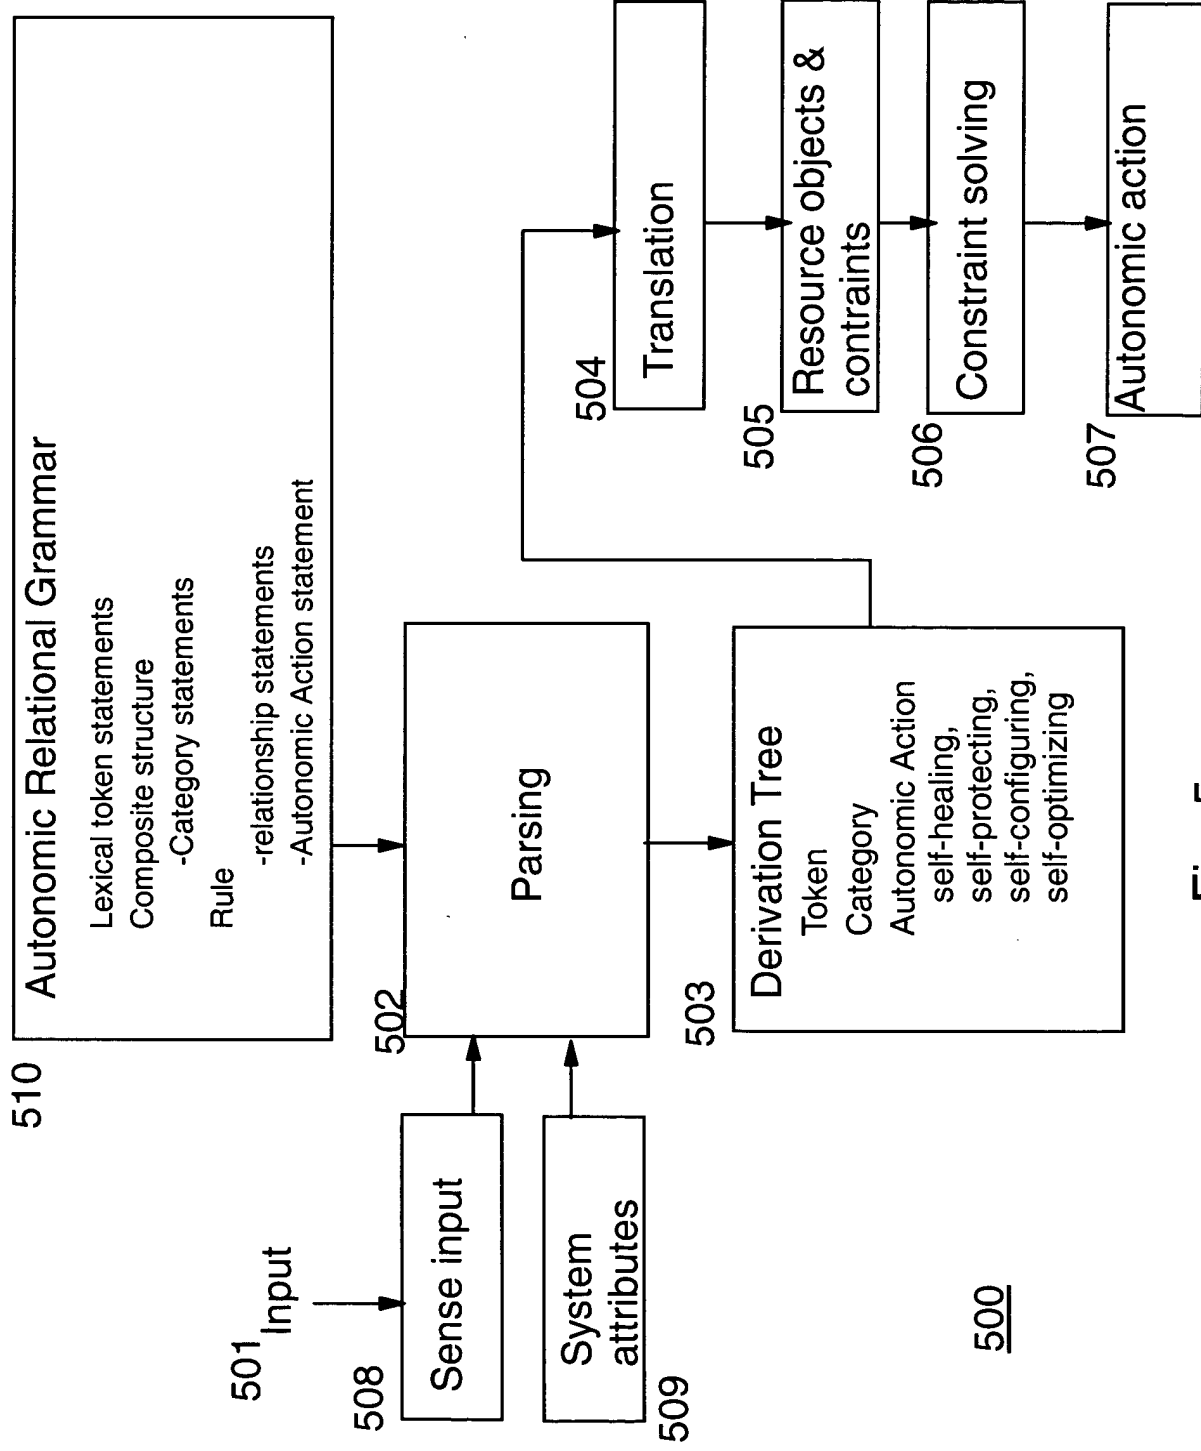 510
Autonomic Relational Grammar
Lexical token statements
Composite structure
-Category statements
Rule
-relationship statements
-Autonomic Action statement
501
Input
508
Sense input
System
attributes
509
502
Parsing
503
Derivation Tree
Token
Category
Autonomic Action
self-healing,
self-protecting,
self-configuring,
self-optimizing
504
Translation
505
Resource objects &
contraints
506
Constraint solving
507
Autonomic action
500